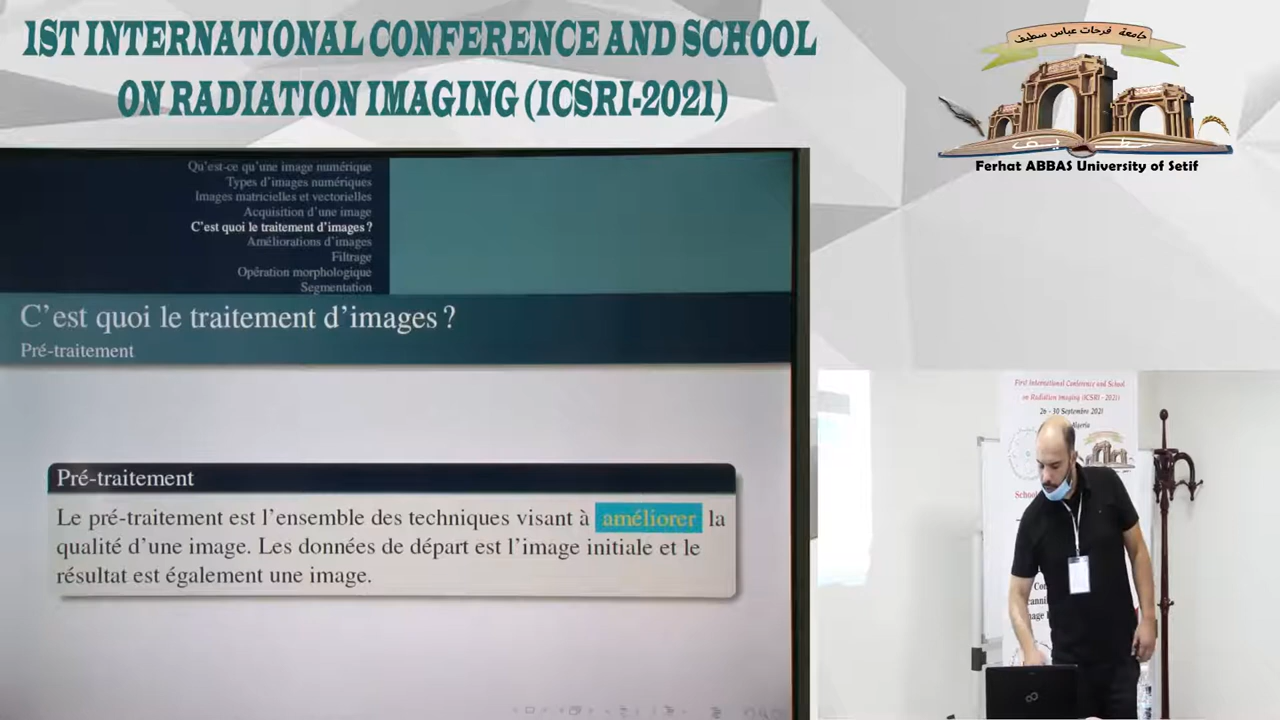 1ST INTERNATIONAL CONFERENCE AND SCHOOL
ON RADIATION IMAGING (ICSRI-2021)
جامعة فرحات عباس سطيف
Ferhat ABBAS University of Setif
Qu'est-ce qu'une image numérique
Types d'images numériques
Images matricielles et vectorielles
Acquisition d'une image
C'est quoi le traitement d'images ?
Améliorations d'images
Filtrage
Opération morphologique
Segmentation
C'est quoi le traitement d'images ?
Pré-traitement
Pré-traitement
Le pré-traitement est l'ensemble des techniques visant à améliorer la
qualité d'une image. Les données de départ est l'image initiale et le
résultat est également une image.
First International Conference and School
on Radiation Imaging (ICSRI - 2021)
26 - 30 Septembre 2021